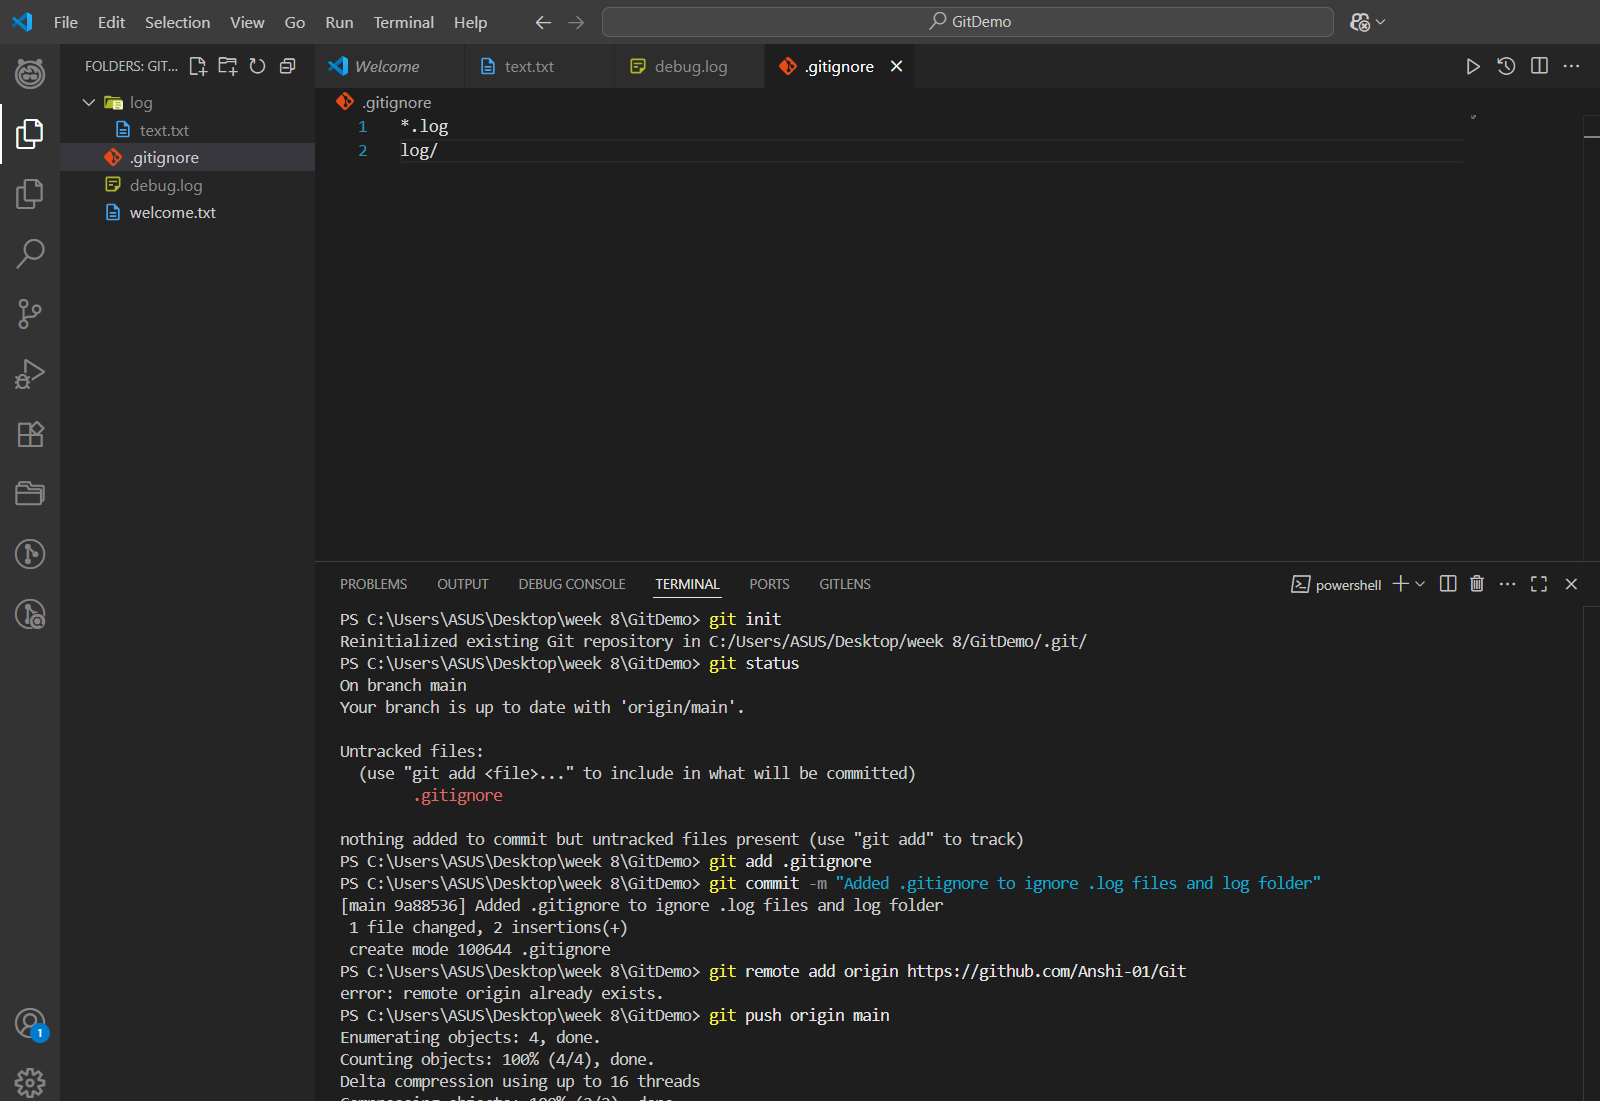 File Edit Selection View Go Run Terminal Help
GitDemo
FOLDERS: GIT...
log
text.txt
.gitignore
debug.log
welcome.txt
Welcome
text.txt
debug.log
.gitignore
.gitignore
1 *.log
2 log/
PROBLEMS OUTPUT DEBUG CONSOLE TERMINAL PORTS GITLENS
powershell
PS C:\Users\ASUS\Desktop\week 8\GitDemo> git init
Reinitialized existing Git repository in C:/Users/ASUS/Desktop/week 8/GitDemo/.git/
PS C:\Users\ASUS\Desktop\week 8\GitDemo> git status
On branch main
Your branch is up to date with 'origin/main'.
Untracked files:
(use "git add <file>..." to include in what will be committed)
.gitignore
nothing added to commit but untracked files present (use "git add" to track)
PS C:\Users\ASUS\Desktop\week 8\GitDemo> git add .gitignore
PS C:\Users\ASUS\Desktop\week 8\GitDemo> git commit -m "Added .gitignore to ignore .log files and log folder"
[main 9a88536] Added .gitignore to ignore .log files and log folder
1 file changed, 2 insertions(+)
create mode 100644 .gitignore
PS C:\Users\ASUS\Desktop\week 8\GitDemo> git remote add origin https://github.com/Anshi-01/Git
error: remote origin already exists.
PS C:\Users\ASUS\Desktop\week 8\GitDemo> git push origin main
Enumerating objects: 4, done.
Counting objects: 100% (4/4), done.
Delta compression using up to 16 threads
1